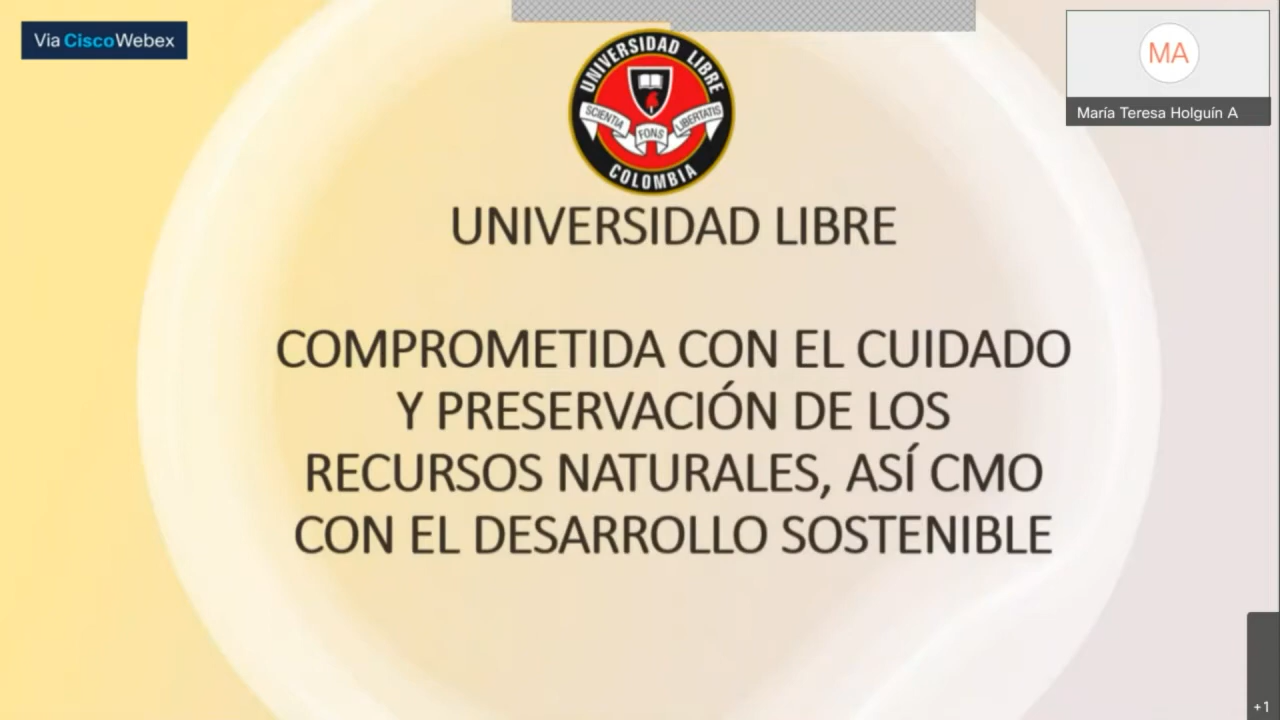 Vía CiscoWebex
MA
María Teresa Holguín A
UNIVERSIDAD LIBRE
SCIENTIA
FONS
LIBERTATIS
COLOMBIA
UNIVERSIDAD LIBRE
COMPROMETIDA CON EL CUIDADO
Y PRESERVACIÓN DE LOS
RECURSOS NATURALES, ASÍ CMO
CON EL DESARROLLO SOSTENIBLE
+1